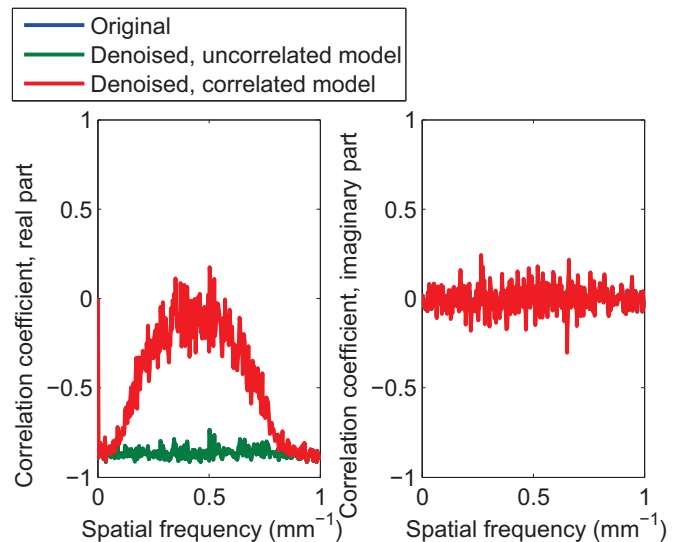 Original
Denoised, uncorrelated model
Denoised, correlated model
Correlation coefficient, real part
1
0.5
0
−0.5
−1
0
0.5
1
Spatial frequency (mm⁻¹)
Correlation coefficient, imaginary part
1
0.5
0
−0.5
−1
0
0.5
1
Spatial frequency (mm⁻¹)